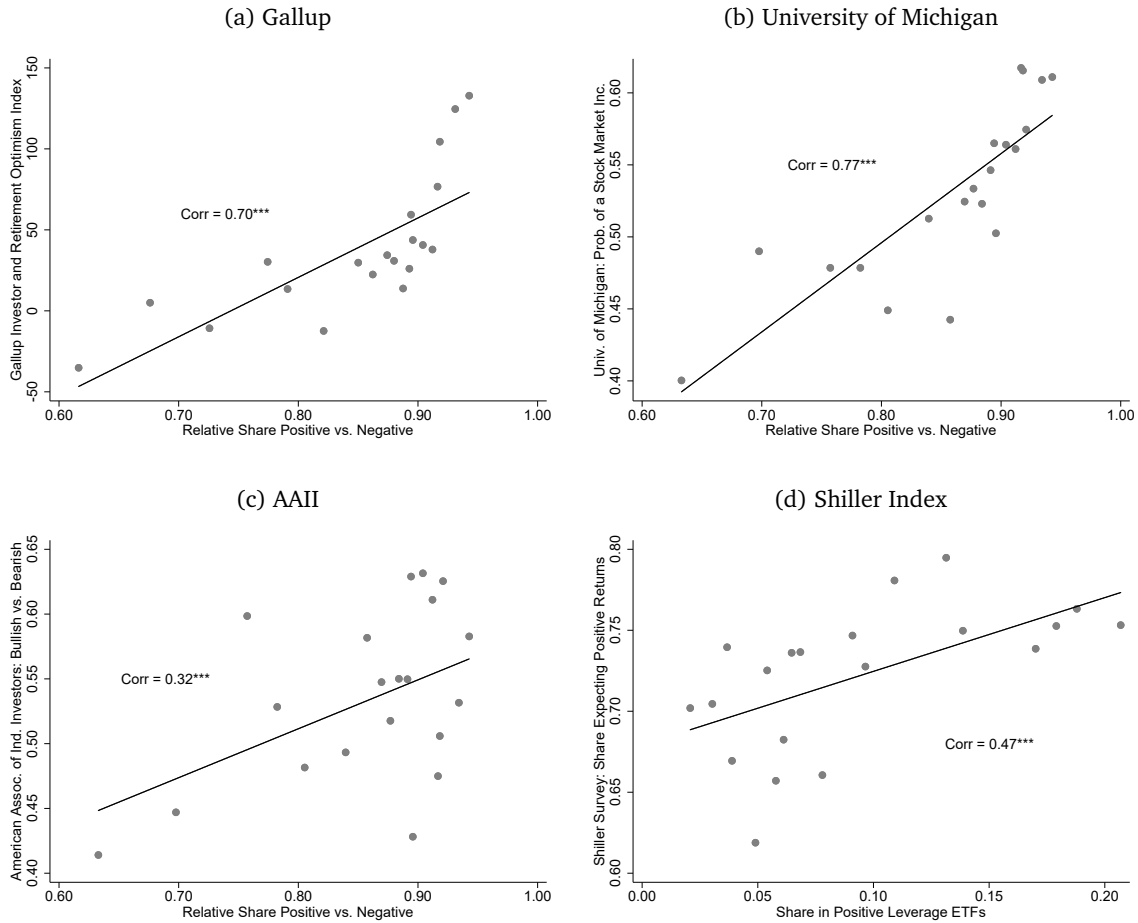 (a) Gallup
Gallup Investor and Retirement Optimism Index
150
100
50
0
-50
Corr = 0.70***
0.60 0.70 0.80 0.90 1.00
Relative Share Positive vs. Negative
(b) University of Michigan
Univ. of Michigan: Prob. of a Stock Market Inc.
0.60
0.55
0.50
0.45
0.40
Corr = 0.77***
0.60 0.70 0.80 0.90 1.00
Relative Share Positive vs. Negative
(c) AAII
American Assoc. of Ind. Investors: Bullish vs. Bearish
0.65
0.60
0.55
0.50
0.45
0.40
Corr = 0.32***
0.60 0.70 0.80 0.90 1.00
Relative Share Positive vs. Negative
(d) Shiller Index
Shiller Survey: Share Expecting Positive Returns
0.80
0.75
0.70
0.65
0.60
Corr = 0.47***
0.00 0.05 0.10 0.15 0.20
Share in Positive Leverage ETFs